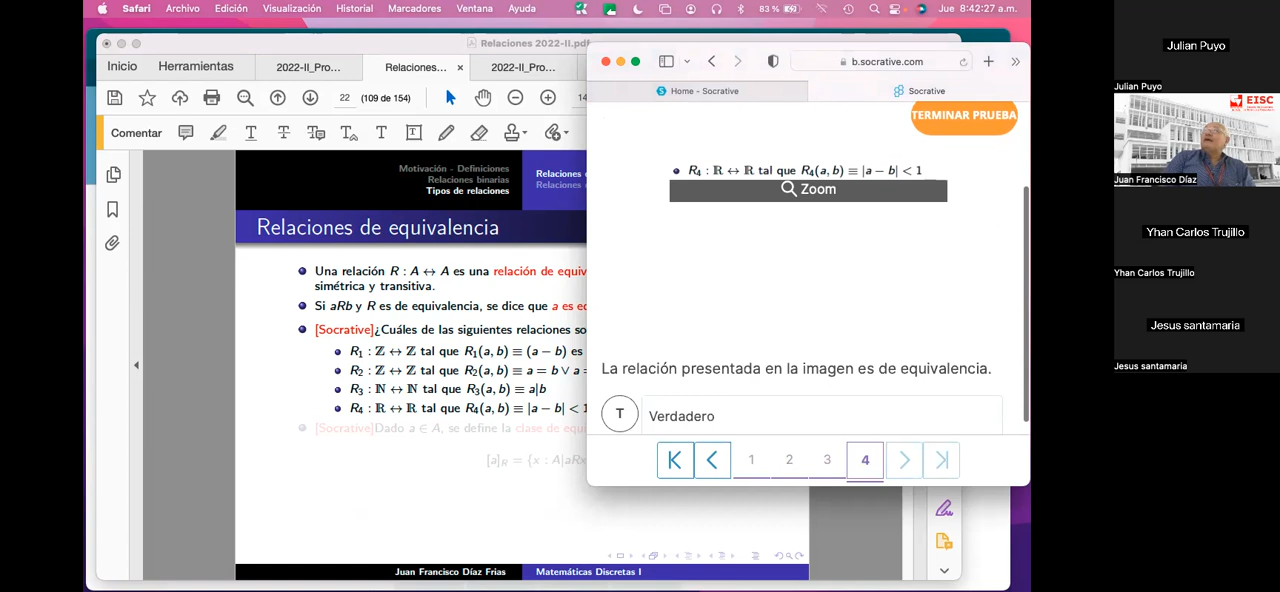 Safari Archivo Edición Visualización Historial Marcadores Ventana Ayuda 83 % Jue 8:42:27 a.m.
Relaciones 2022-II.pdf
Inicio Herramientas 2022-II_Pro... Relaciones... × 2022-II_Pro...
22 (109 de 154)
Comentar
Motivación - Definiciones
Relaciones binarias
Tipos de relaciones
Relaciones
Relaciones de equivalencia
Una relación R : A ↔ A es una relación de equiv
simétrica y transitiva.
Si aRb y R es de equivalencia, se dice que a es
[Socrative]¿Cuáles de las siguientes relaciones
R₁ : ℤ ↔ ℤ tal que R₁(a, b) ≡ (a − b) es
R₂ : ℤ ↔ ℤ tal que R₂(a, b) ≡ a = b ∨ a =
R₃ : ℕ ↔ ℕ tal que R₃(a, b) ≡ a|b
R₄ : ℝ ↔ ℝ tal que R₄(a, b) ≡ |a − b| < 1
[Socrative]Dado a ∈ A, se define la clase de equi
[a]R = {x : A|aRx
Juan Francisco Díaz Frias Matemáticas Discretas I
b.socrative.com
Home - Socrative Socrative
TERMINAR PRUEBA
R₄ : ℝ ↔ ℝ tal que R₄(a, b) ≡ |a − b| < 1
Zoom
La relación presentada en la imagen es de equivalencia.
T Verdadero
1 2 3 4
Julian Puyo
Julian Puyo
EISC
Juan Francisco Díaz
Yhan Carlos Trujillo
Yhan Carlos Trujillo
Jesus santamaria
Jesus santamaria